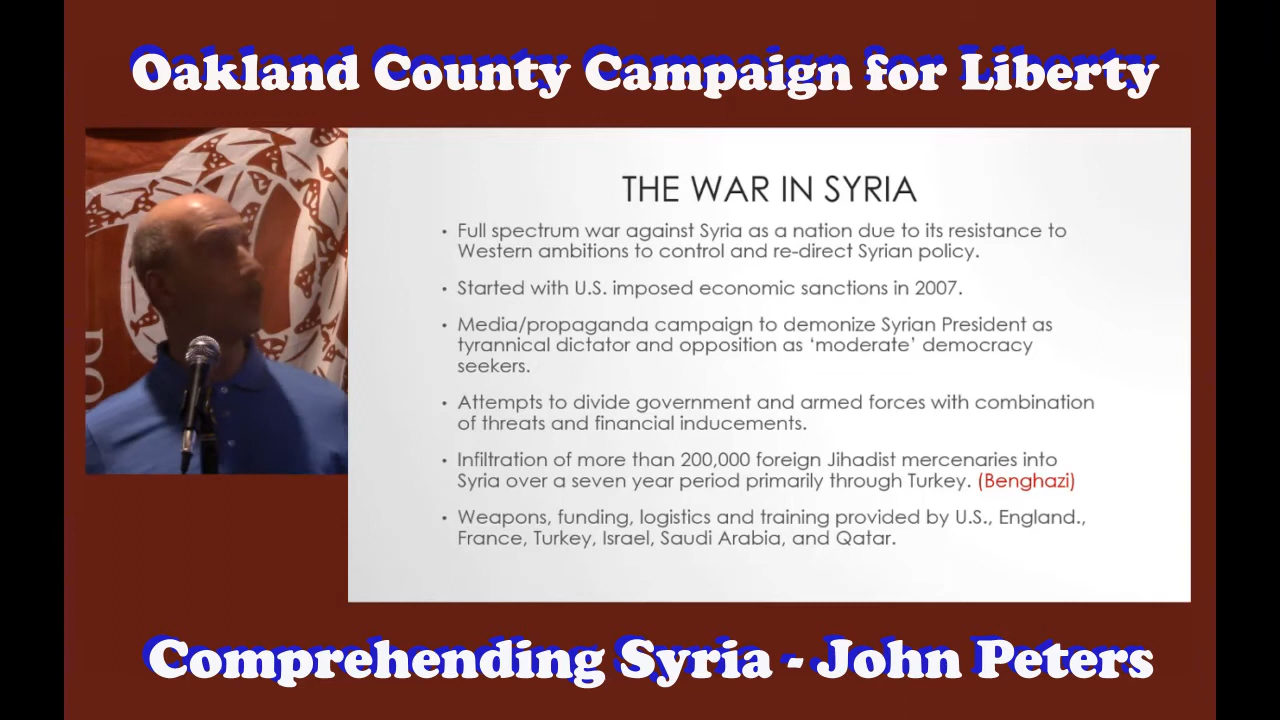 Oakland County Campaign for Liberty
THE WAR IN SYRIA
• Full spectrum war against Syria as a nation due to its resistance to
Western ambitions to control and re-direct Syrian policy.
• Started with U.S. imposed economic sanctions in 2007.
• Media/propaganda campaign to demonize Syrian President as
tyrannical dictator and opposition as ‘moderate’ democracy
seekers.
• Attempts to divide government and armed forces with combination
of threats and financial inducements.
• Infiltration of more than 200,000 foreign Jihadist mercenaries into
Syria over a seven year period primarily through Turkey. (Benghazi)
• Weapons, funding, logistics and training provided by U.S., England.,
France, Turkey, Israel, Saudi Arabia, and Qatar.
Comprehending Syria - John Peters